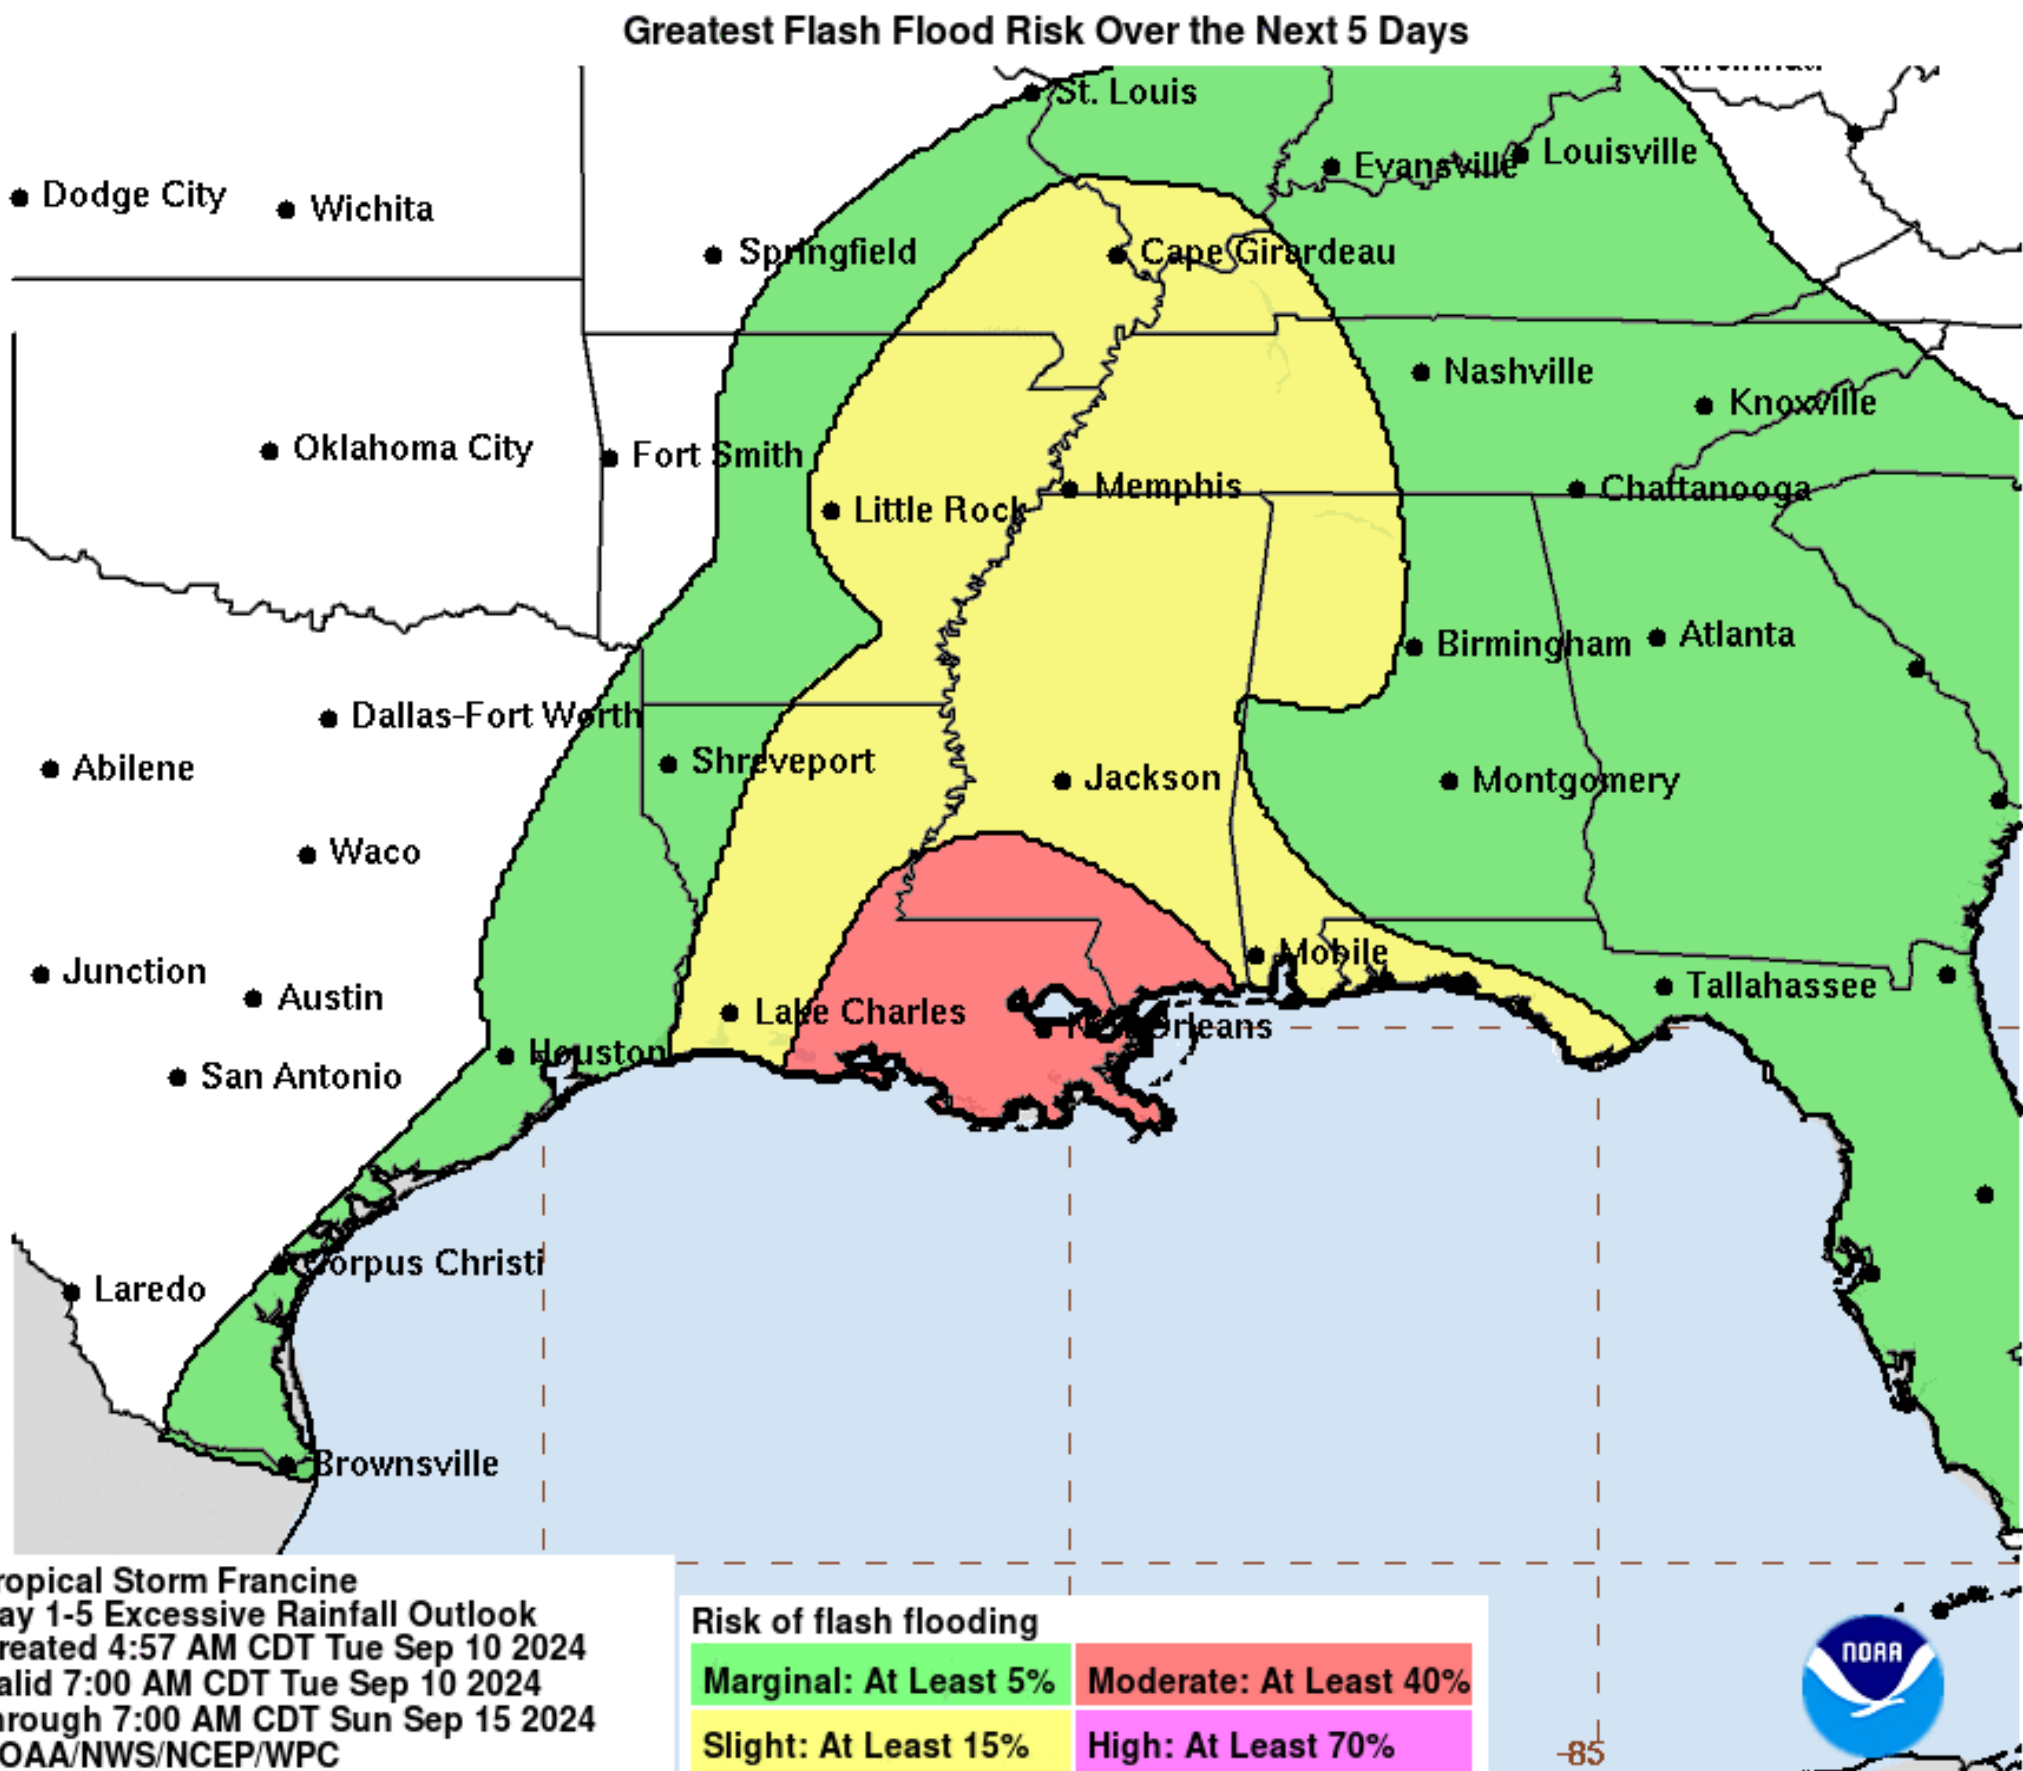 Greatest Flash Flood Risk Over the Next 5 Days
St. Louis
Evansville
Louisville
Dodge City
Wichita
Springfield
Cape Girardeau
Nashville
Knoxville
Oklahoma City
Fort Smith
Little Rock
Memphis
Chattanooga
Birmingham
Atlanta
Dallas-Fort Worth
Abilene
Shreveport
Jackson
Montgomery
Waco
Junction
Austin
Mobile
Tallahassee
Lake Charles
Orleans
Houston
San Antonio
orpus Christi
Laredo
Brownsville
ropical Storm Francine
ay 1-5 Excessive Rainfall Outlook
reated 4:57 AM CDT Tue Sep 10 2024
alid 7:00 AM CDT Tue Sep 10 2024
hrough 7:00 AM CDT Sun Sep 15 2024
OAA/NWS/NCEP/WPC
Risk of flash flooding
Marginal: At Least 5%
Moderate: At Least 40%
Slight: At Least 15%
High: At Least 70%
-85
NOAA